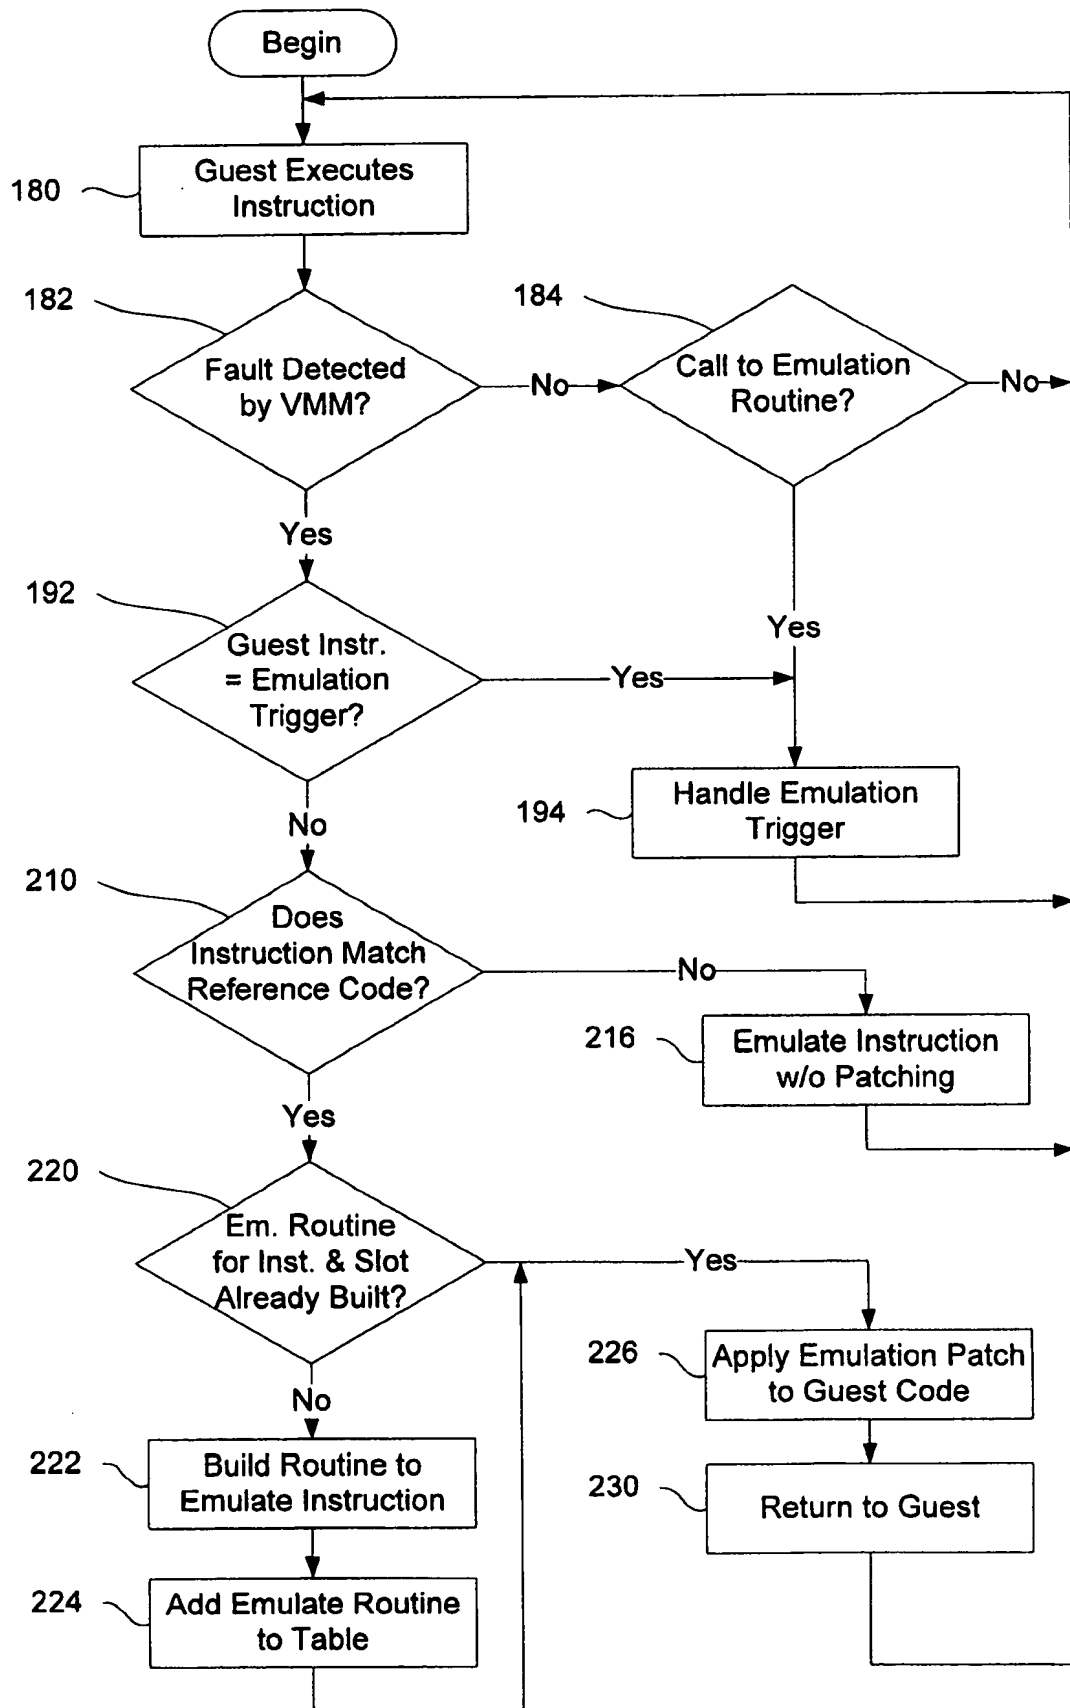 Begin
180
Guest Executes
Instruction
182
Fault Detected
by VMM?
No
184
Call to Emulation
Routine?
No
Yes
Yes
192
Guest Instr.
= Emulation
Trigger?
Yes
194
Handle Emulation
Trigger
No
210
Does
Instruction Match
Reference Code?
No
216
Emulate Instruction
w/o Patching
Yes
220
Em. Routine
for Inst. & Slot
Already Built?
Yes
226
Apply Emulation Patch
to Guest Code
No
222
Build Routine to
Emulate Instruction
230
Return to Guest
224
Add Emulate Routine
to Table